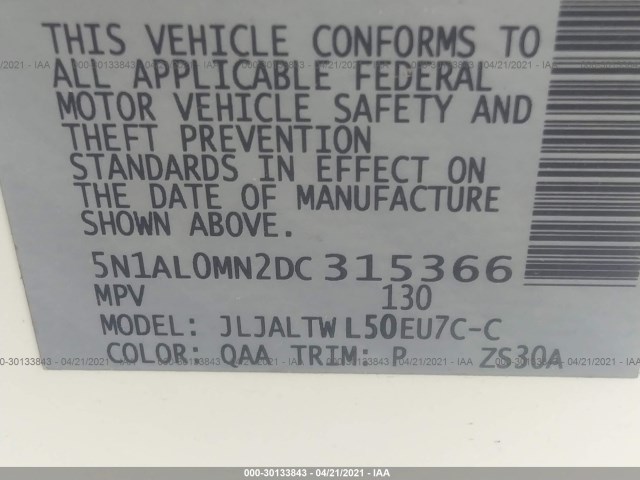 THIS VEHICLE CONFORMS TO
ALL APPLICABLE FEDERAL
MOTOR VEHICLE SAFETY AND
THEFT PREVENTION
STANDARDS IN EFFECT ON
THE DATE OF MANUFACTURE
SHOWN ABOVE.
5N1AL0MN2DC315366
MPV 130
MODEL: JLJALTWL50EU7C-C
COLOR: QAA TRIM: P ZS30A
000-30133843 - 04/21/2021 - IAA